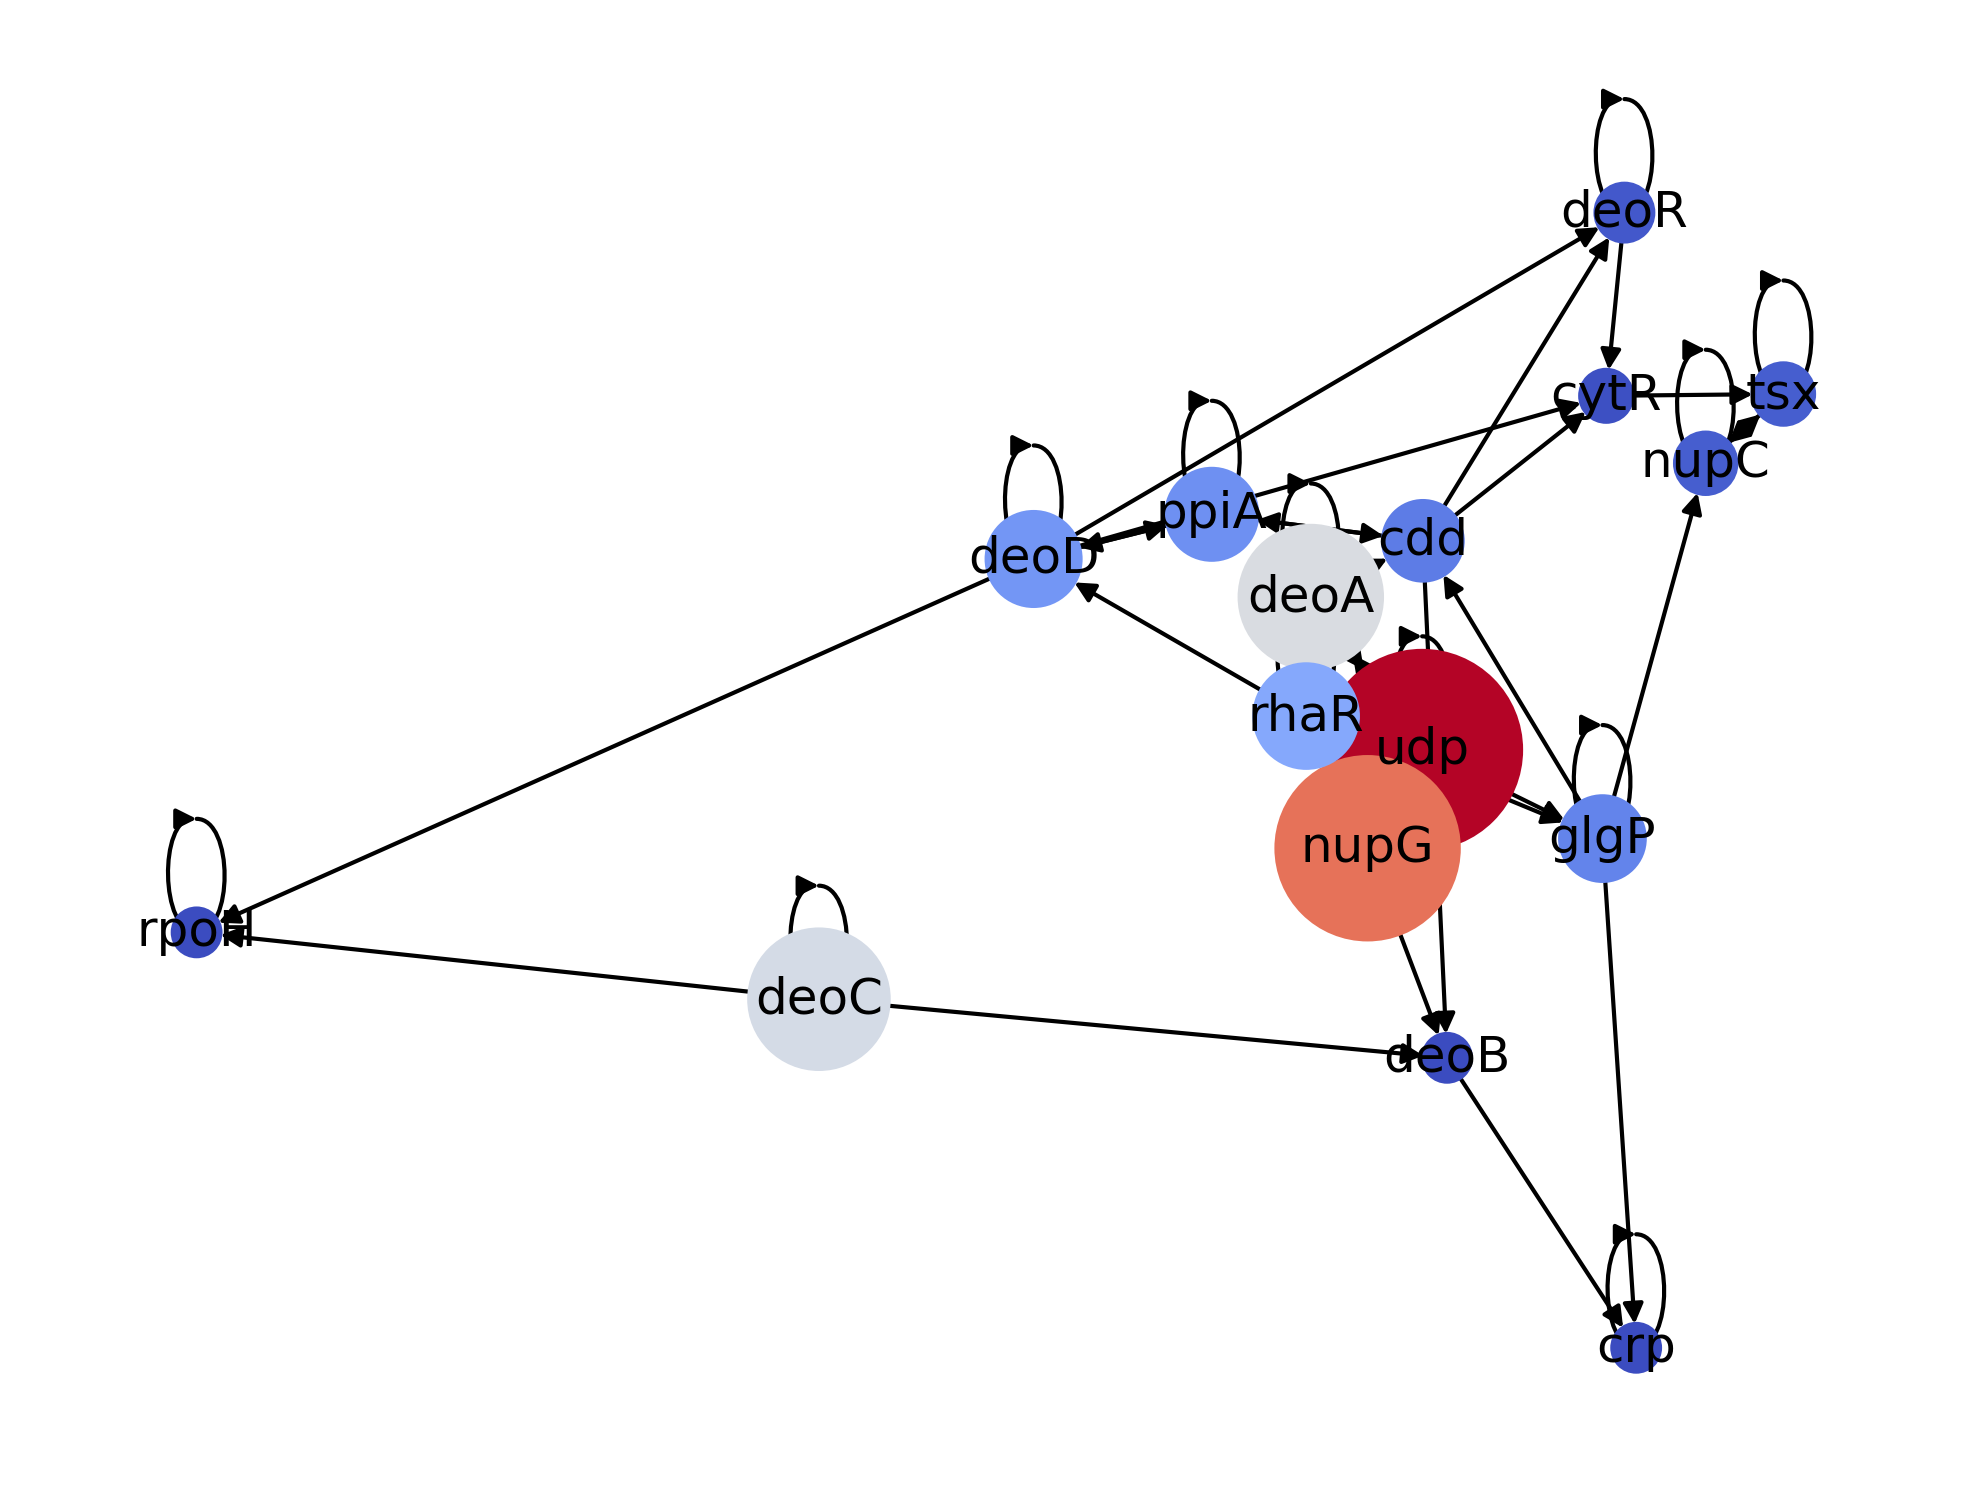 deoR
tsx
cytR
nupC
ppiA
cdd
deoD
deoA
rhaR
udp
glgP
nupG
rpoH
deoC
deoB
crp